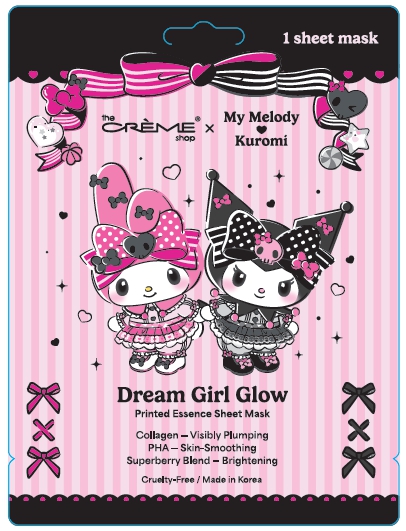 1 sheet mask
the
CRÈME®
shop
×
My Melody
Kuromi
Dream Girl Glow
Printed Essence Sheet Mask
Collagen – Visibly Plumping
PHA – Skin-Smoothing
Superberry Blend – Brightening
Cruelty-Free / Made in Korea